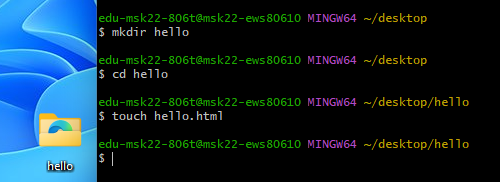 edu-msk22-806t@msk22-ews80610 MINGW64 ~/desktop
$ mkdir hello
edu-msk22-806t@msk22-ews80610 MINGW64 ~/desktop
$ cd hello
edu-msk22-806t@msk22-ews80610 MINGW64 ~/desktop/hello
$ touch hello.html
edu-msk22-806t@msk22-ews80610 MINGW64 ~/desktop/hello
$
hello